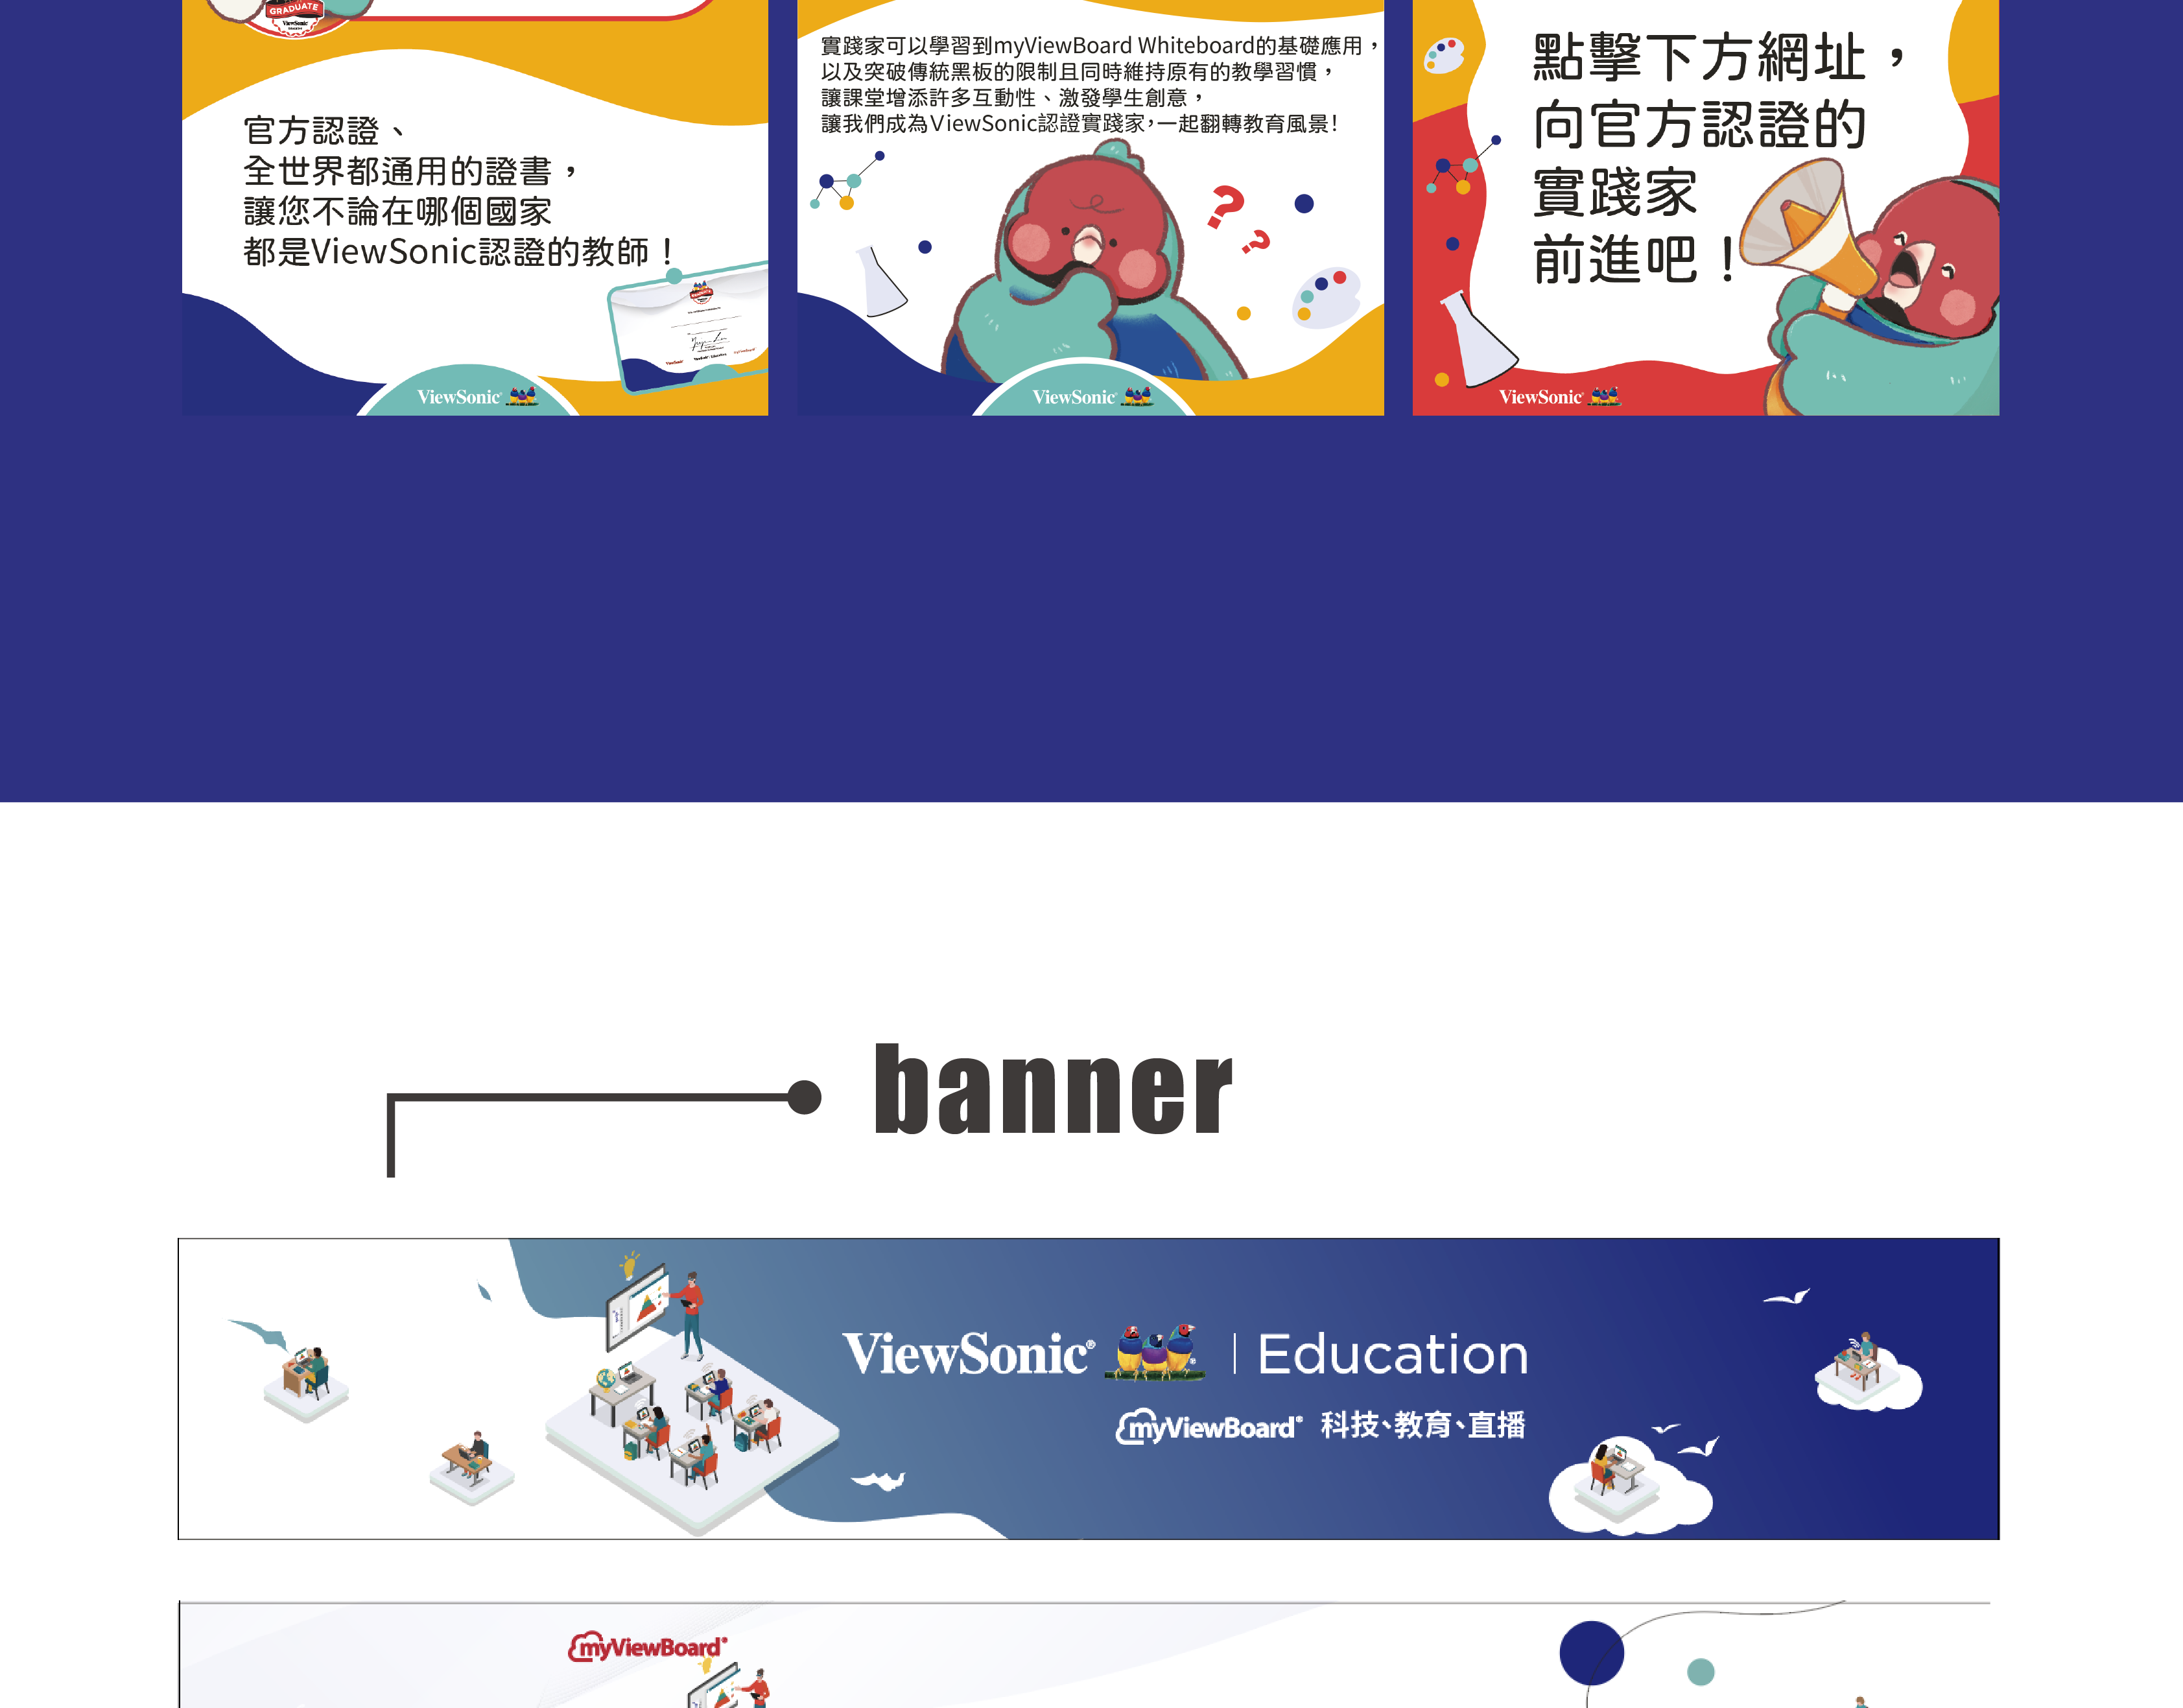 GRADUATE
ViewSonic
官方認證、
全世界都通用的證書，
讓您不論在哪個國家
都是ViewSonic認證的教師！
ViewSonic
實踐家可以學習到myViewBoard Whiteboard的基礎應用，
以及突破傳統黑板的限制且同時維持原有的教學習慣，
讓課堂增添許多互動性、激發學生創意，
讓我們成為ViewSonic認證實踐家，一起翻轉教育風景！
? ?
ViewSonic
點擊下方網址，
向官方認證的
實踐家
前進吧！
ViewSonic
banner
ViewSonic® | Education
myViewBoard® 科技、教育、直播
myViewBoard®